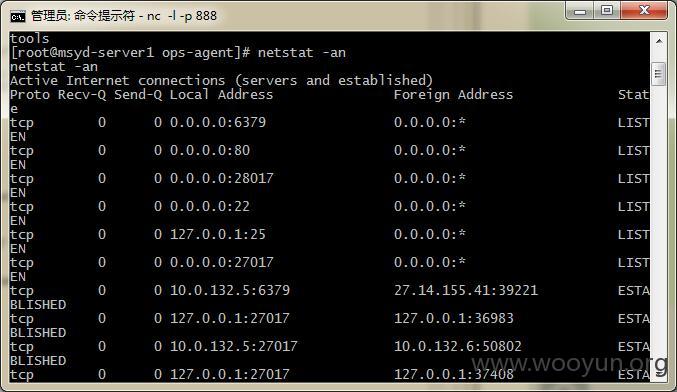 管理员: 命令提示符 - nc -l -p 888
tools
[root@msyd-server1 ops-agent]# netstat -an
netstat -an
Active Internet connections (servers and established)
Proto Recv-Q Send-Q Local Address Foreign Address Stat
e
tcp 0 0 0.0.0.0:6379 0.0.0.0:* LIST
EN
tcp 0 0 0.0.0.0:80 0.0.0.0:* LIST
EN
tcp 0 0 0.0.0.0:28017 0.0.0.0:* LIST
EN
tcp 0 0 0.0.0.0:22 0.0.0.0:* LIST
EN
tcp 0 0 127.0.0.1:25 0.0.0.0:* LIST
EN
tcp 0 0 0.0.0.0:27017 0.0.0.0:* LIST
EN
tcp 0 0 10.0.132.5:6379 27.14.155.41:39221 ESTA
BLISHED
tcp 0 0 127.0.0.1:27017 127.0.0.1:36983 ESTA
BLISHED
tcp 0 0 10.0.132.5:27017 10.0.132.6:50802 ESTA
BLISHED
tcp 0 0 127.0.0.1:27017 127.0.0.1:37408 ESTA
www.wooyun.org